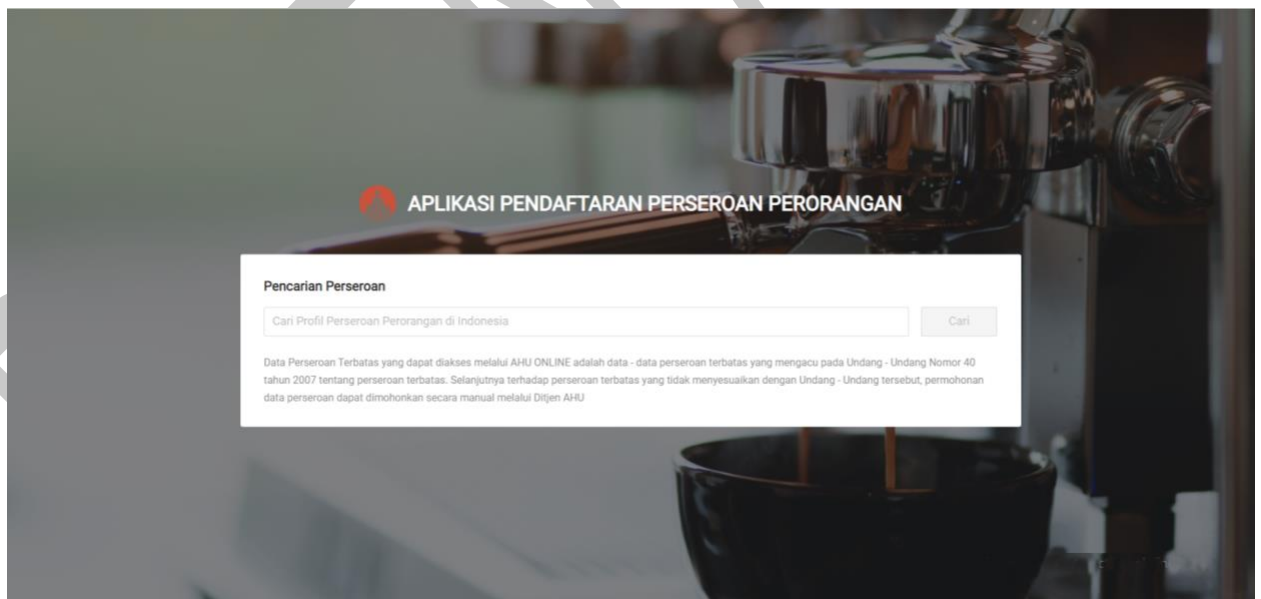 APLIKASI PENDAFTARAN PERSEROAN PERORANGAN
Pencarian Perseroan
Cari Profil Perseroan Perorangan di Indonesia
Cari
Data Perseroan Terbatas yang dapat diakses melalui AHU ONLINE adalah data - data perseroan terbatas yang mengacu pada Undang - Undang Nomor 40
tahun 2007 tentang perseroan terbatas. Selanjutnya terhadap perseroan terbatas yang tidak menyesuaikan dengan Undang - Undang tersebut, permohonan
data perseroan dapat dimohonkan secara manual melalui Ditjen AHU